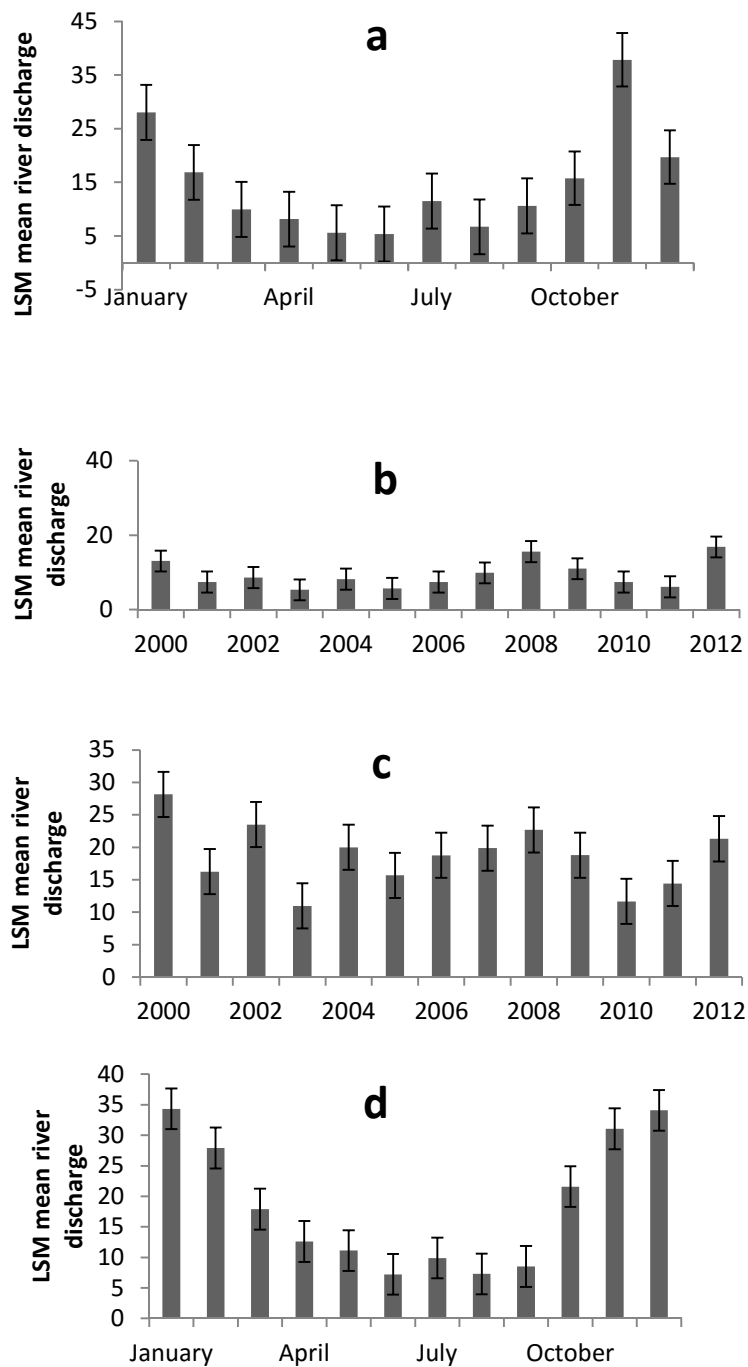 a
LSM mean river discharge
45
35
25
15
5
-5
January April July October
b
LSM mean river
discharge
40
20
0
2000 2002 2004 2006 2008 2010 2012
c
LSM mean river
discharge
35
30
25
20
15
10
5
0
2000 2002 2004 2006 2008 2010 2012
d
LSM mean river
discharge
40
35
30
25
20
15
10
5
0
January April July October